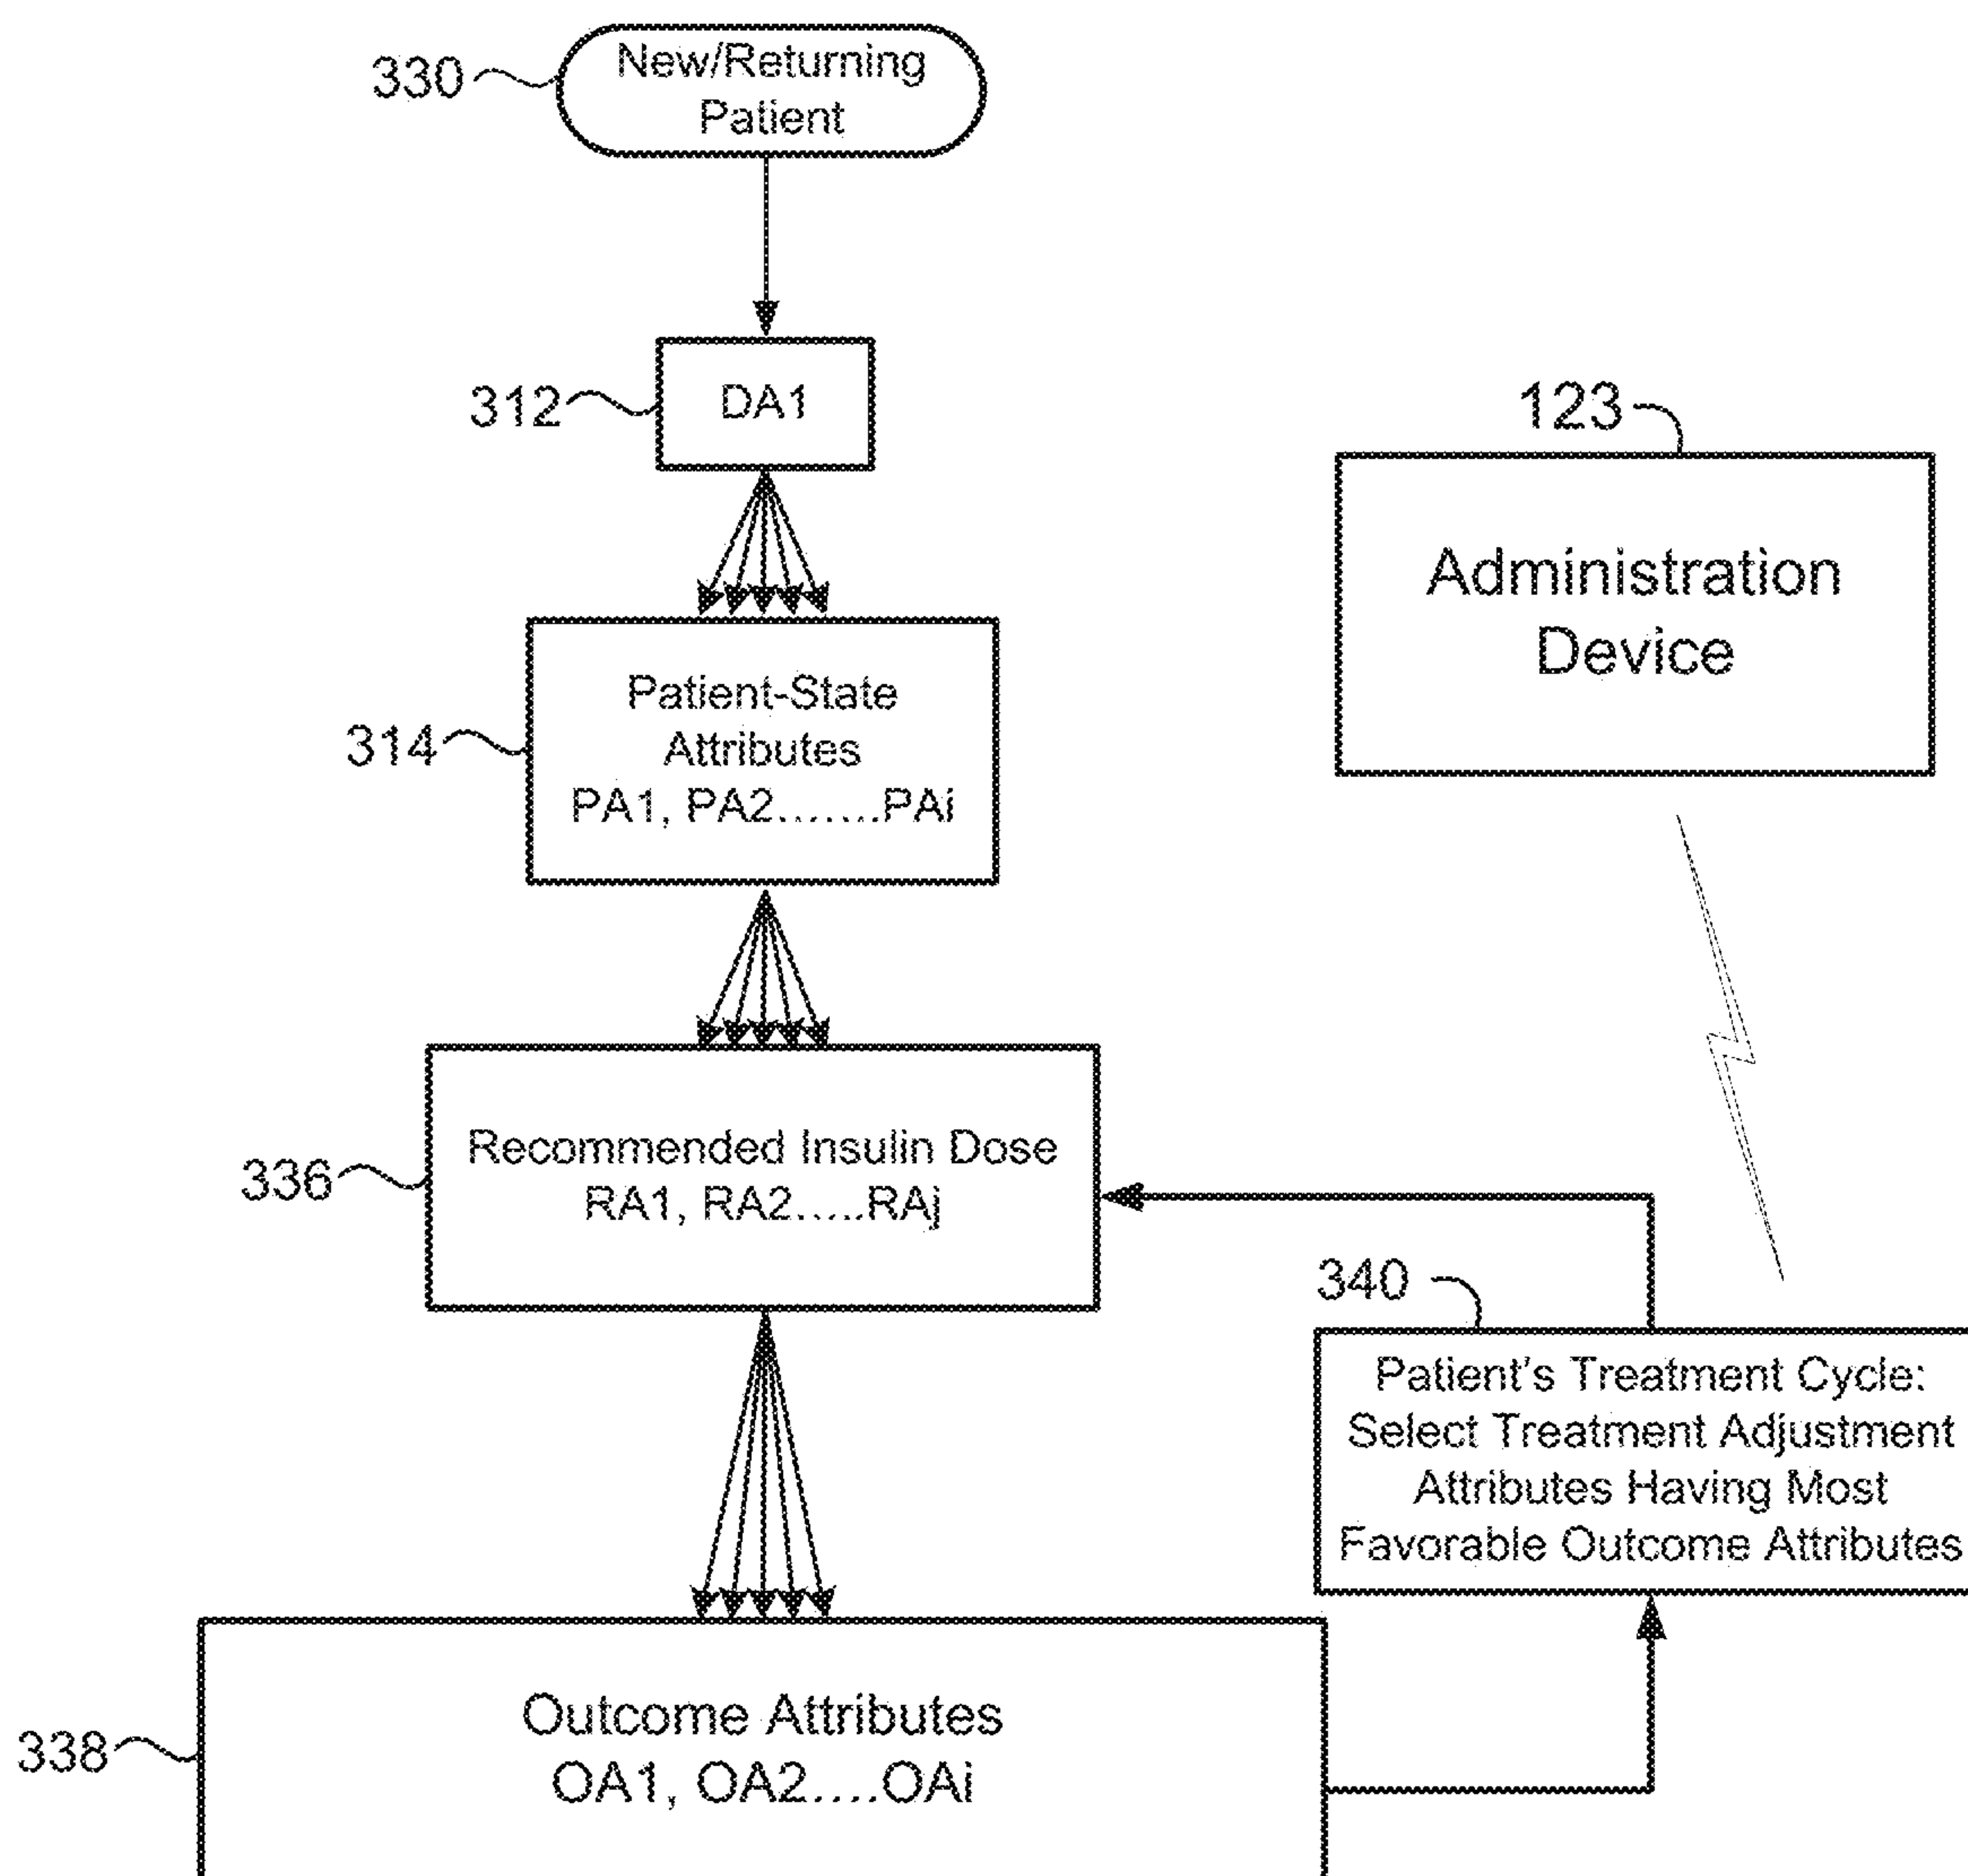 330
New/Returning
Patient
312
DA1
123
Administration
Device
314
Patient-State
Attributes
PA1, PA2.......PAi
336
Recommended Insulin Dose
RA1, RA2.....RAj
340
Patient's Treatment Cycle:
Select Treatment Adjustment
Attributes Having Most
Favorable Outcome Attributes
338
Outcome Attributes
OA1, OA2....OAi